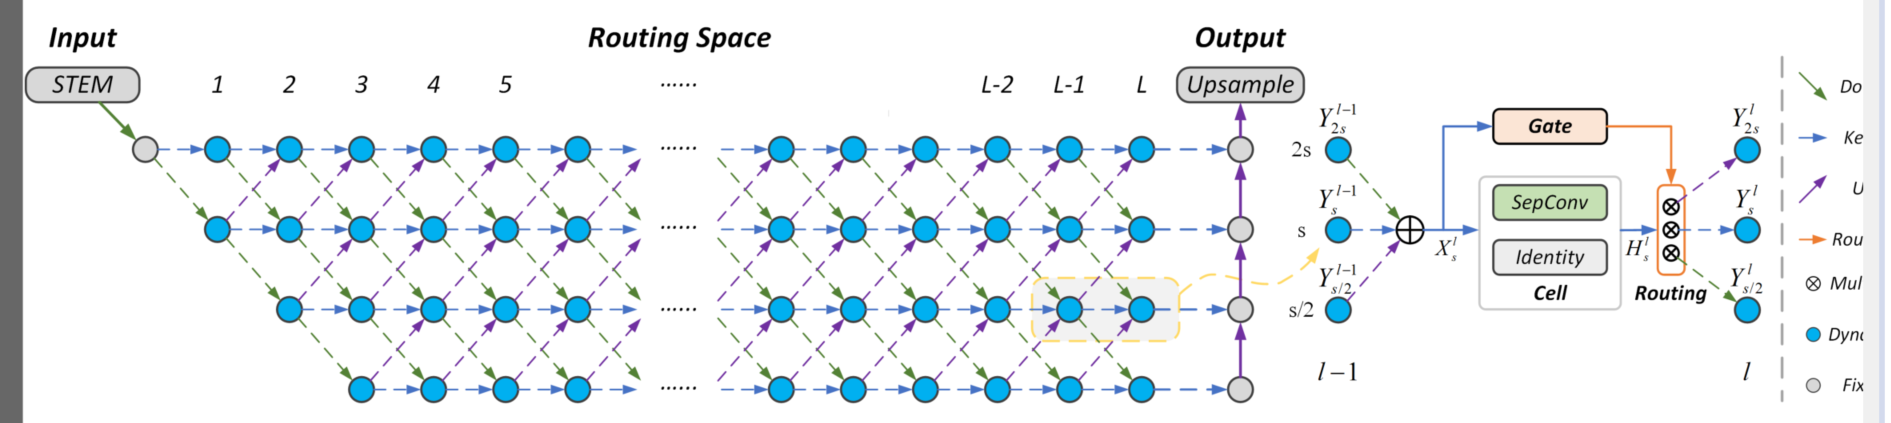 Input
Routing Space
Output
STEM
1 2 3 4 5 ...... L-2 L-1 L
Upsample
......
......
......
......
Y_{2s}^{l-1}
2s
Y_s^{l-1}
s
Y_{s/2}^{l-1}
s/2
l-1
Gate
SepConv
Identity
Cell
X_s^l
H_s^l
Routing
Y_{2s}^l
Y_s^l
Y_{s/2}^l
l
Do
Ke
U
Rou
Mul
Dyn
Fix